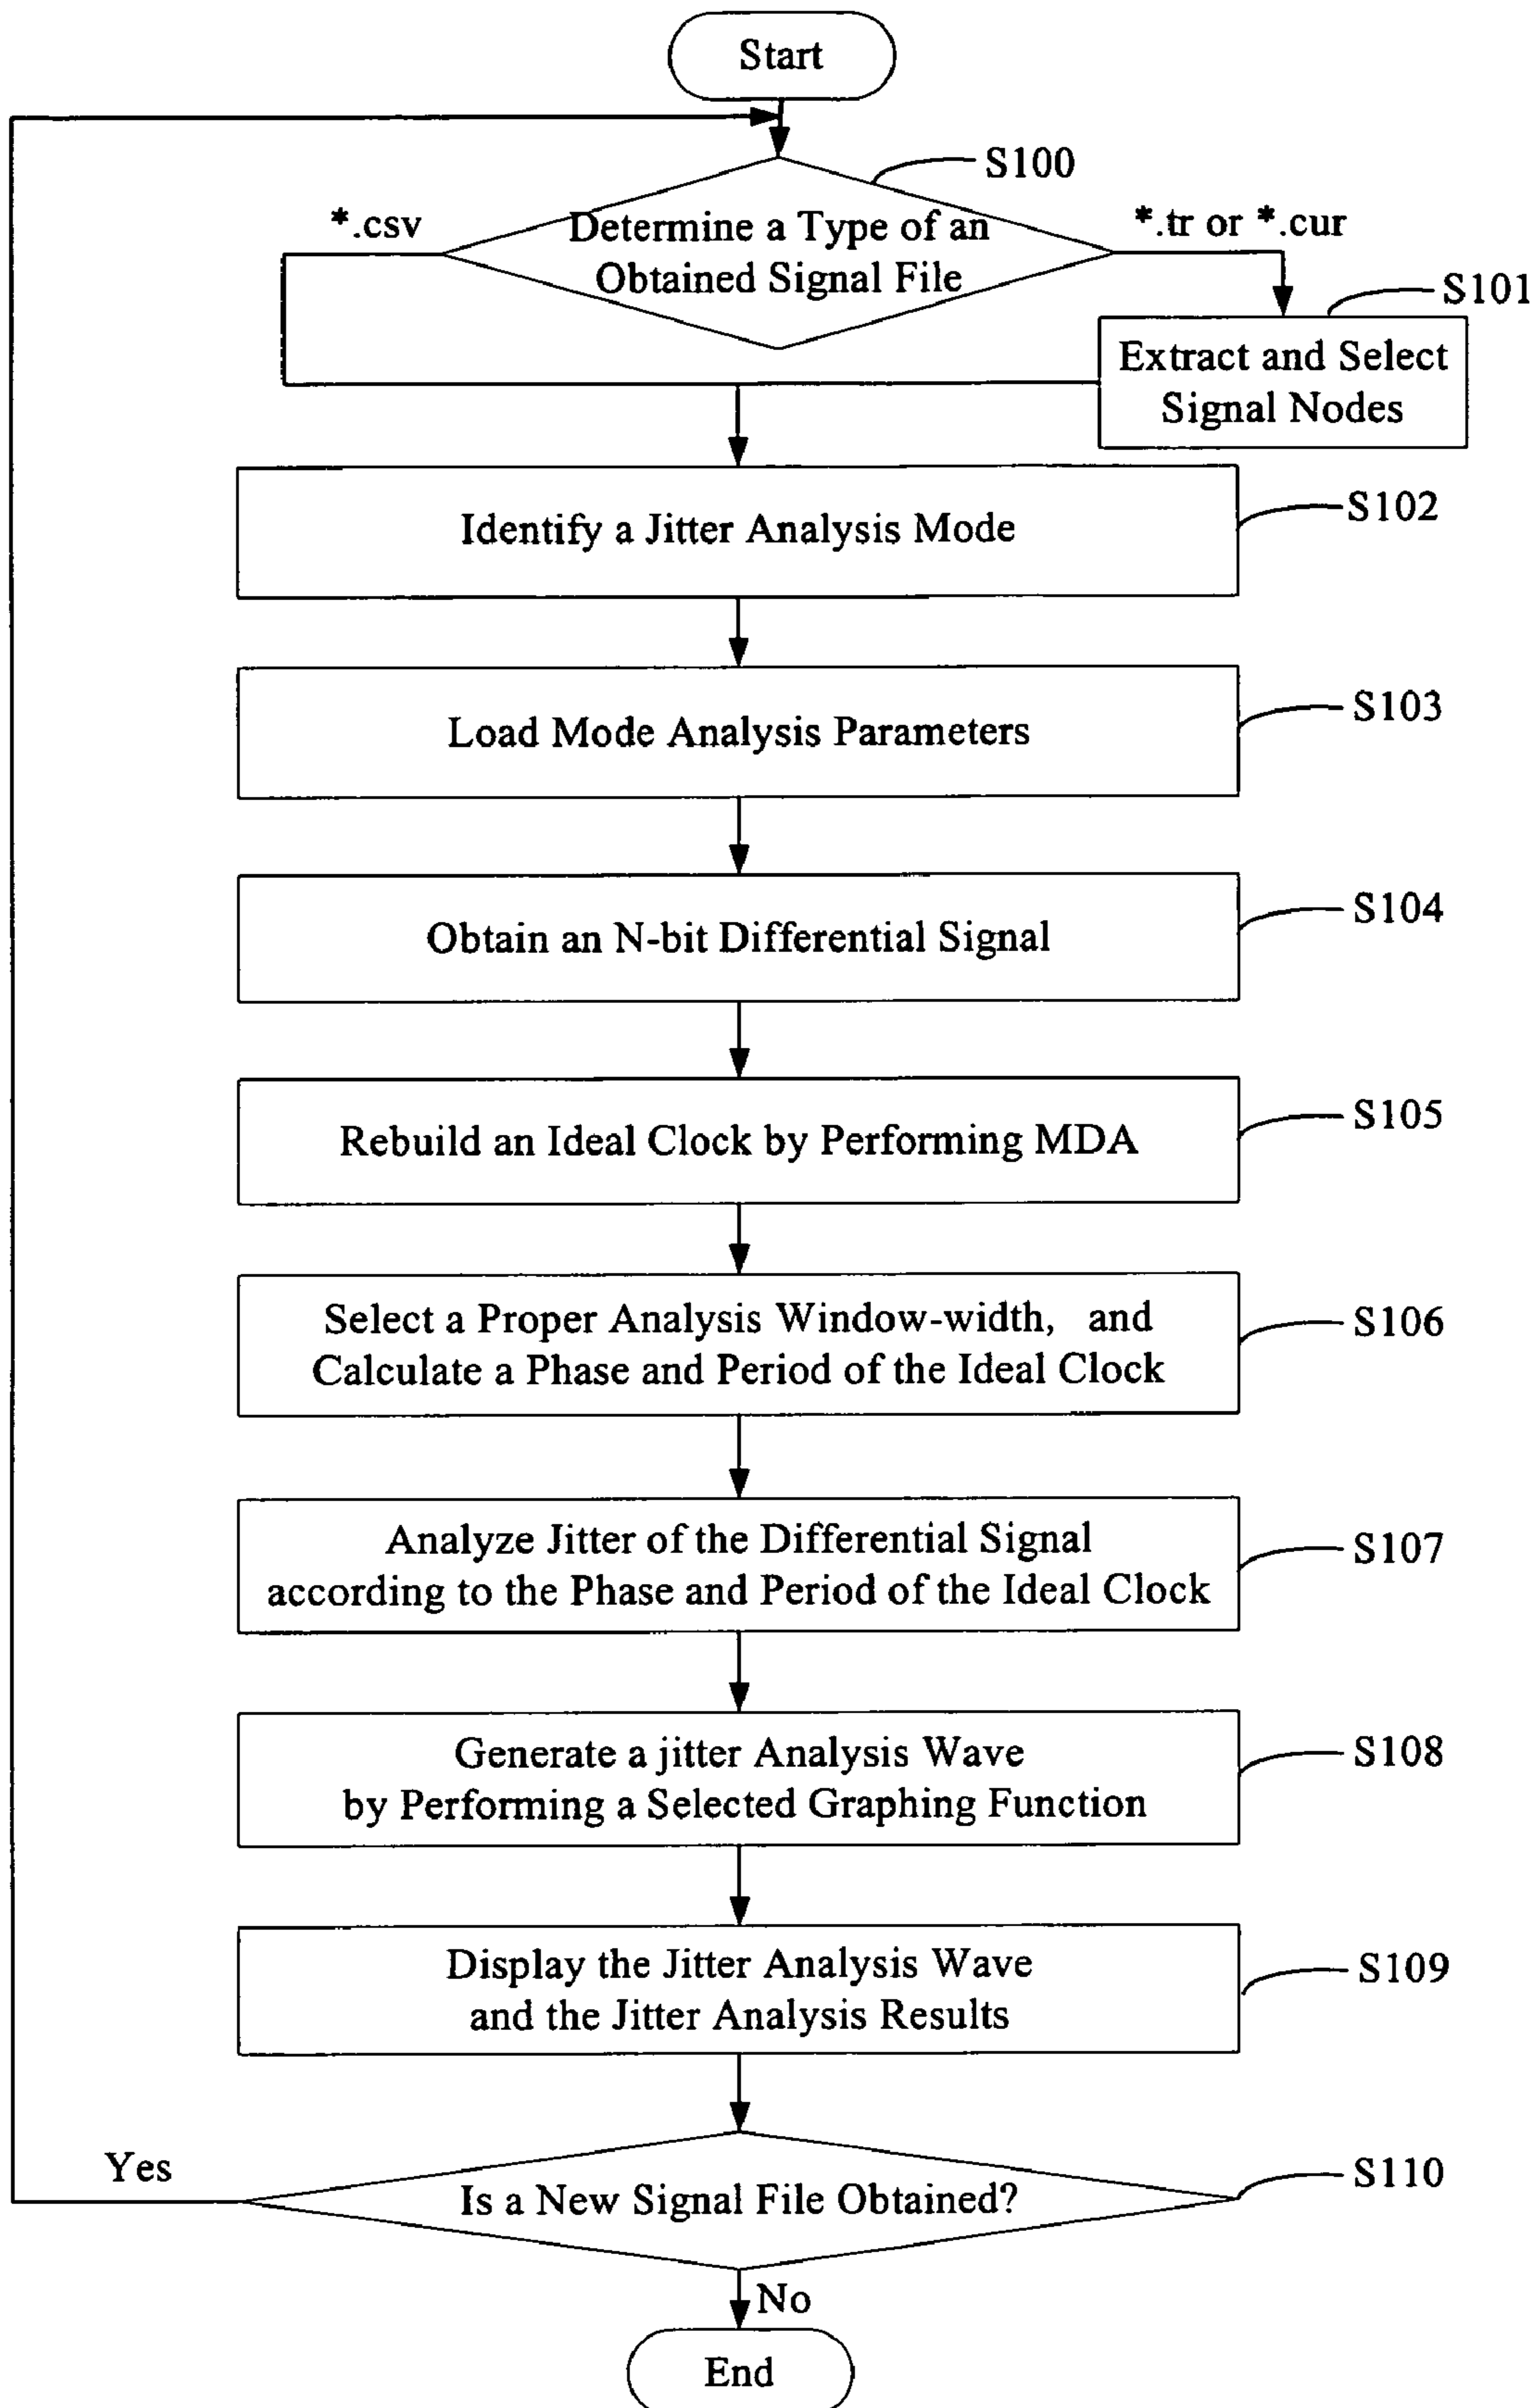 Start
S100
*.csv
Determine a Type of an
Obtained Signal File
*.tr or *.cur
S101
Extract and Select
Signal Nodes
Identify a Jitter Analysis Mode
S102
Load Mode Analysis Parameters
S103
Obtain an N-bit Differential Signal
S104
Rebuild an Ideal Clock by Performing MDA
S105
Select a Proper Analysis Window-width, and
Calculate a Phase and Period of the Ideal Clock
S106
Analyze Jitter of the Differential Signal
according to the Phase and Period of the Ideal Clock
S107
Generate a jitter Analysis Wave
by Performing a Selected Graphing Function
S108
Display the Jitter Analysis Wave
and the Jitter Analysis Results
S109
Yes
Is a New Signal File Obtained?
S110
No
End